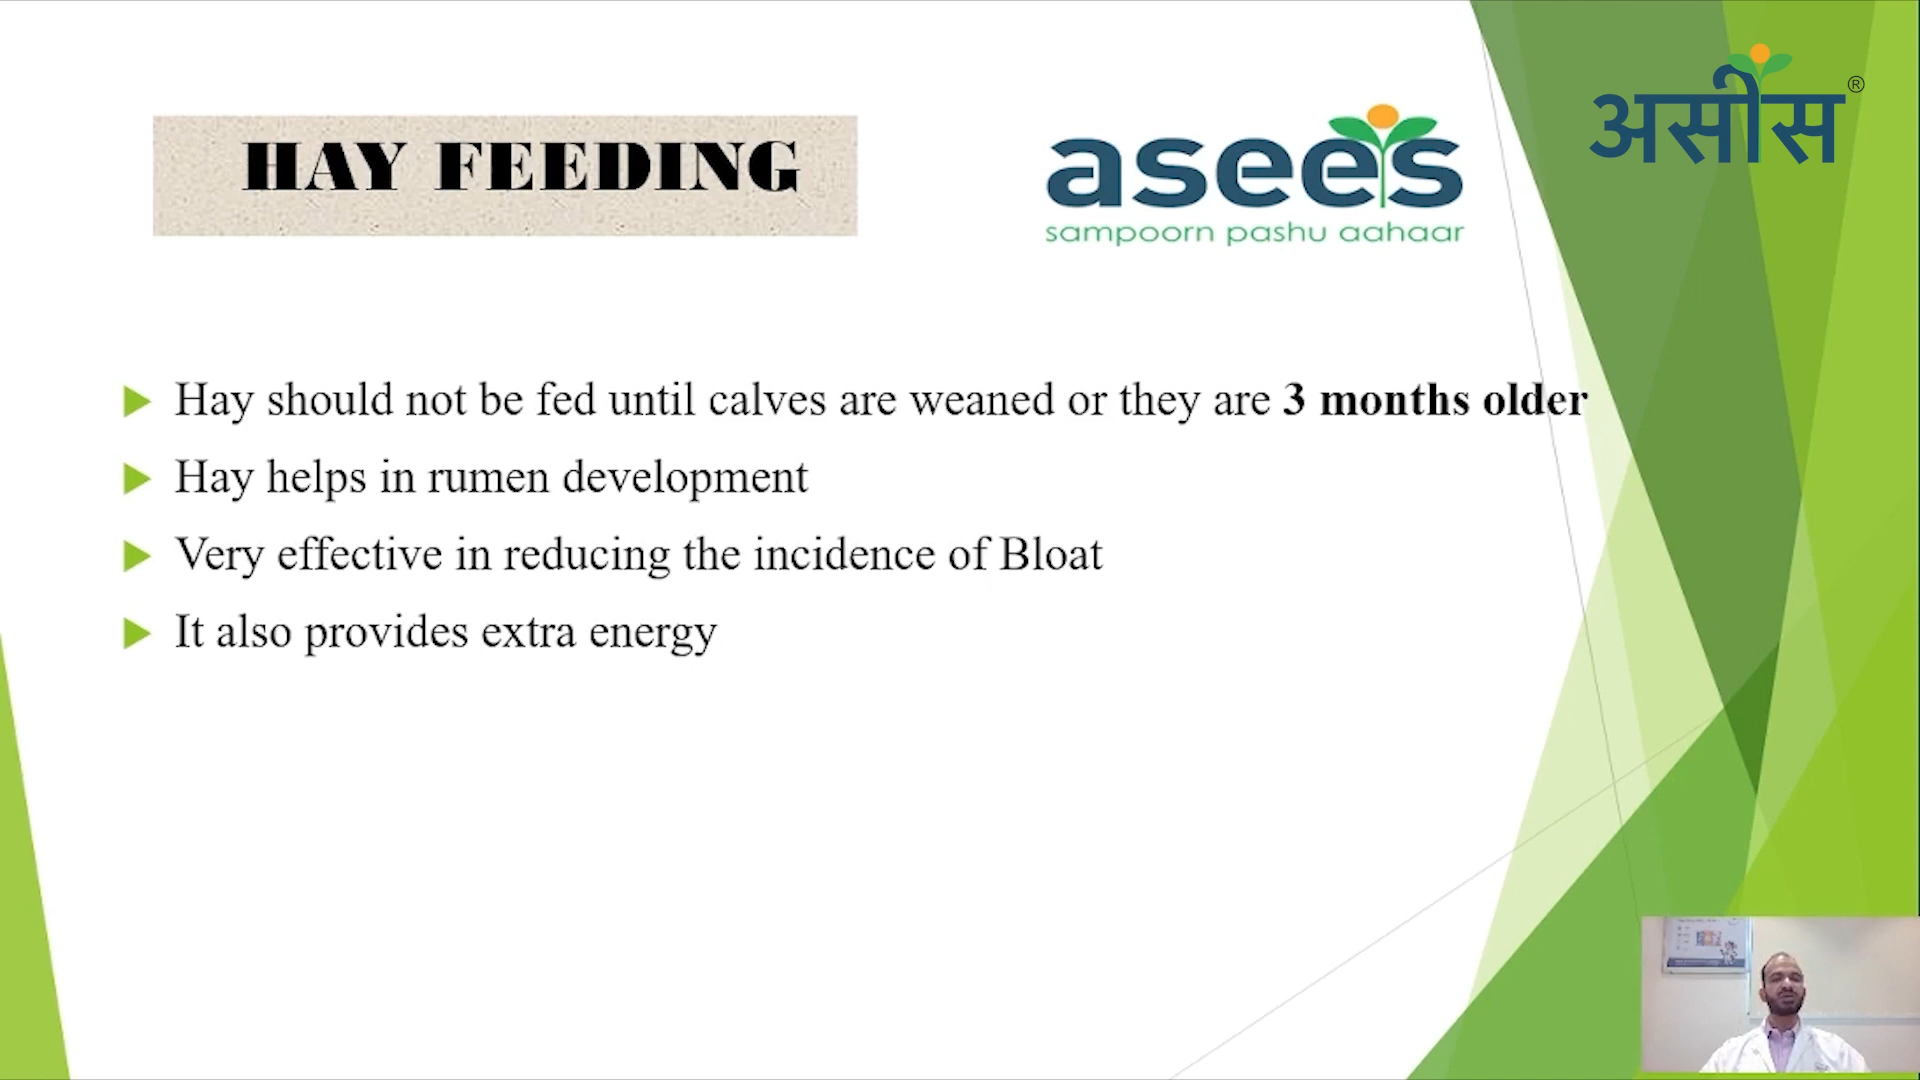 असीस®
HAY FEEDING
asees
sampoorn pashu aahaar
Hay should not be fed until calves are weaned or they are 3 months older
Hay helps in rumen development
Very effective in reducing the incidence of Bloat
It also provides extra energy